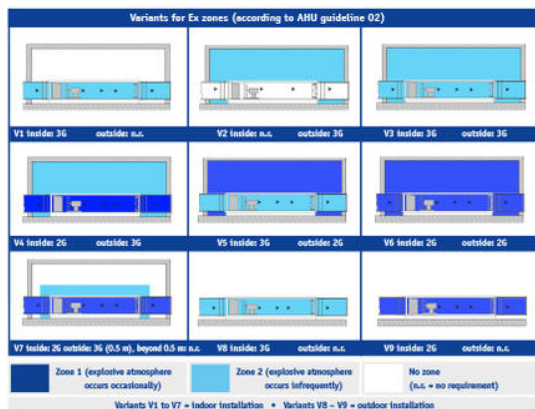 Variants for Ex zones (according to AHU guideline 02)
V1 inside: 3G outside: n.r.
V2 inside: n.r. outside: 3G
V3 inside: 3G outside: 3G
V4 inside: 2G outside: 3G
V5 inside: 3G outside: 2G
V6 inside: 2G outside: 2G
V7 inside: 2G outside: 3G (0.5 m), beyond 0.5 m: n.r.
V8 inside: 3G outside: n.r.
V9 inside: 2G outside: n.r.
Zone 1 (explosive atmosphere
occurs occasionally)
Zone 2 (explosive atmosphere
occurs infrequently)
No zone
(n.r. = no requirement)
Variants V1 to V7 = indoor installation • Variants V8 – V9 = outdoor installation